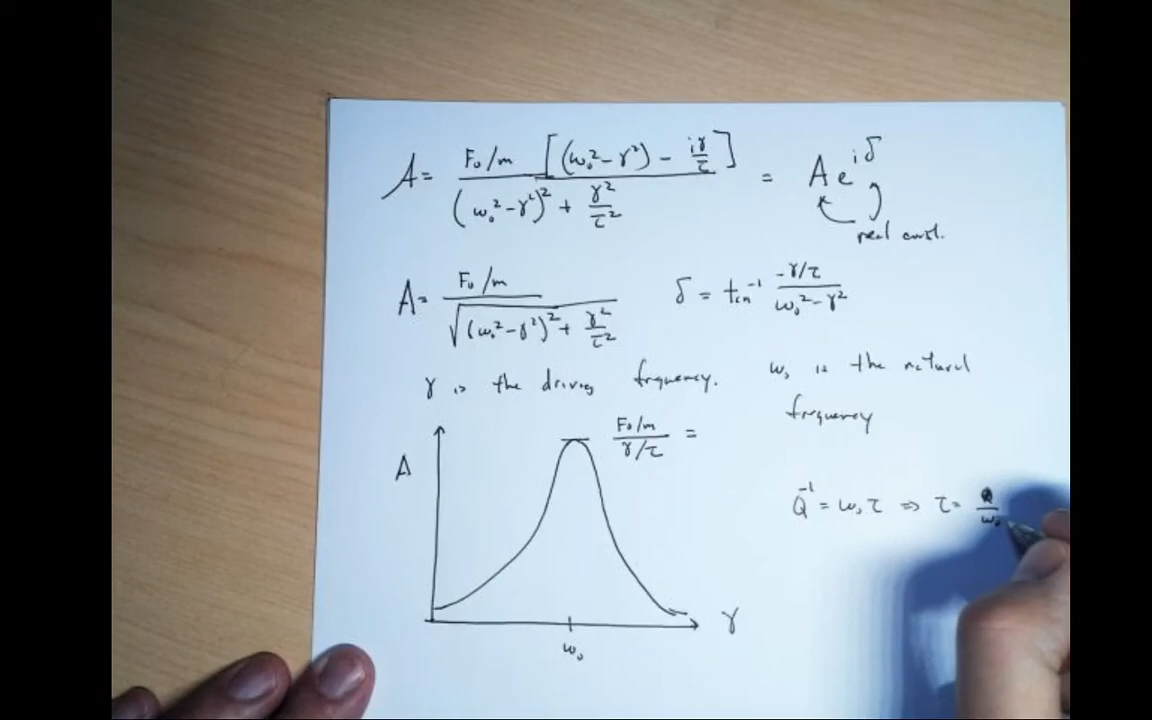 𝒜 = F₀/m [(ω₀² − γ²) − iγ/τ] / ((ω₀² − γ²)² + γ²/τ²) = A e^{iδ}
real const.
A = F₀/m / √((ω₀² − γ²)² + γ²/τ²)    δ = tan⁻¹ (−γ/τ)/(ω₀² − γ²)
γ is the driving frequency.    ω₀ is the natural
frequency
A    (F₀/m)/(γ/τ) =
Q⁻¹ = ω₀τ ⇒ τ = Q/ω₀
γ
ω₀